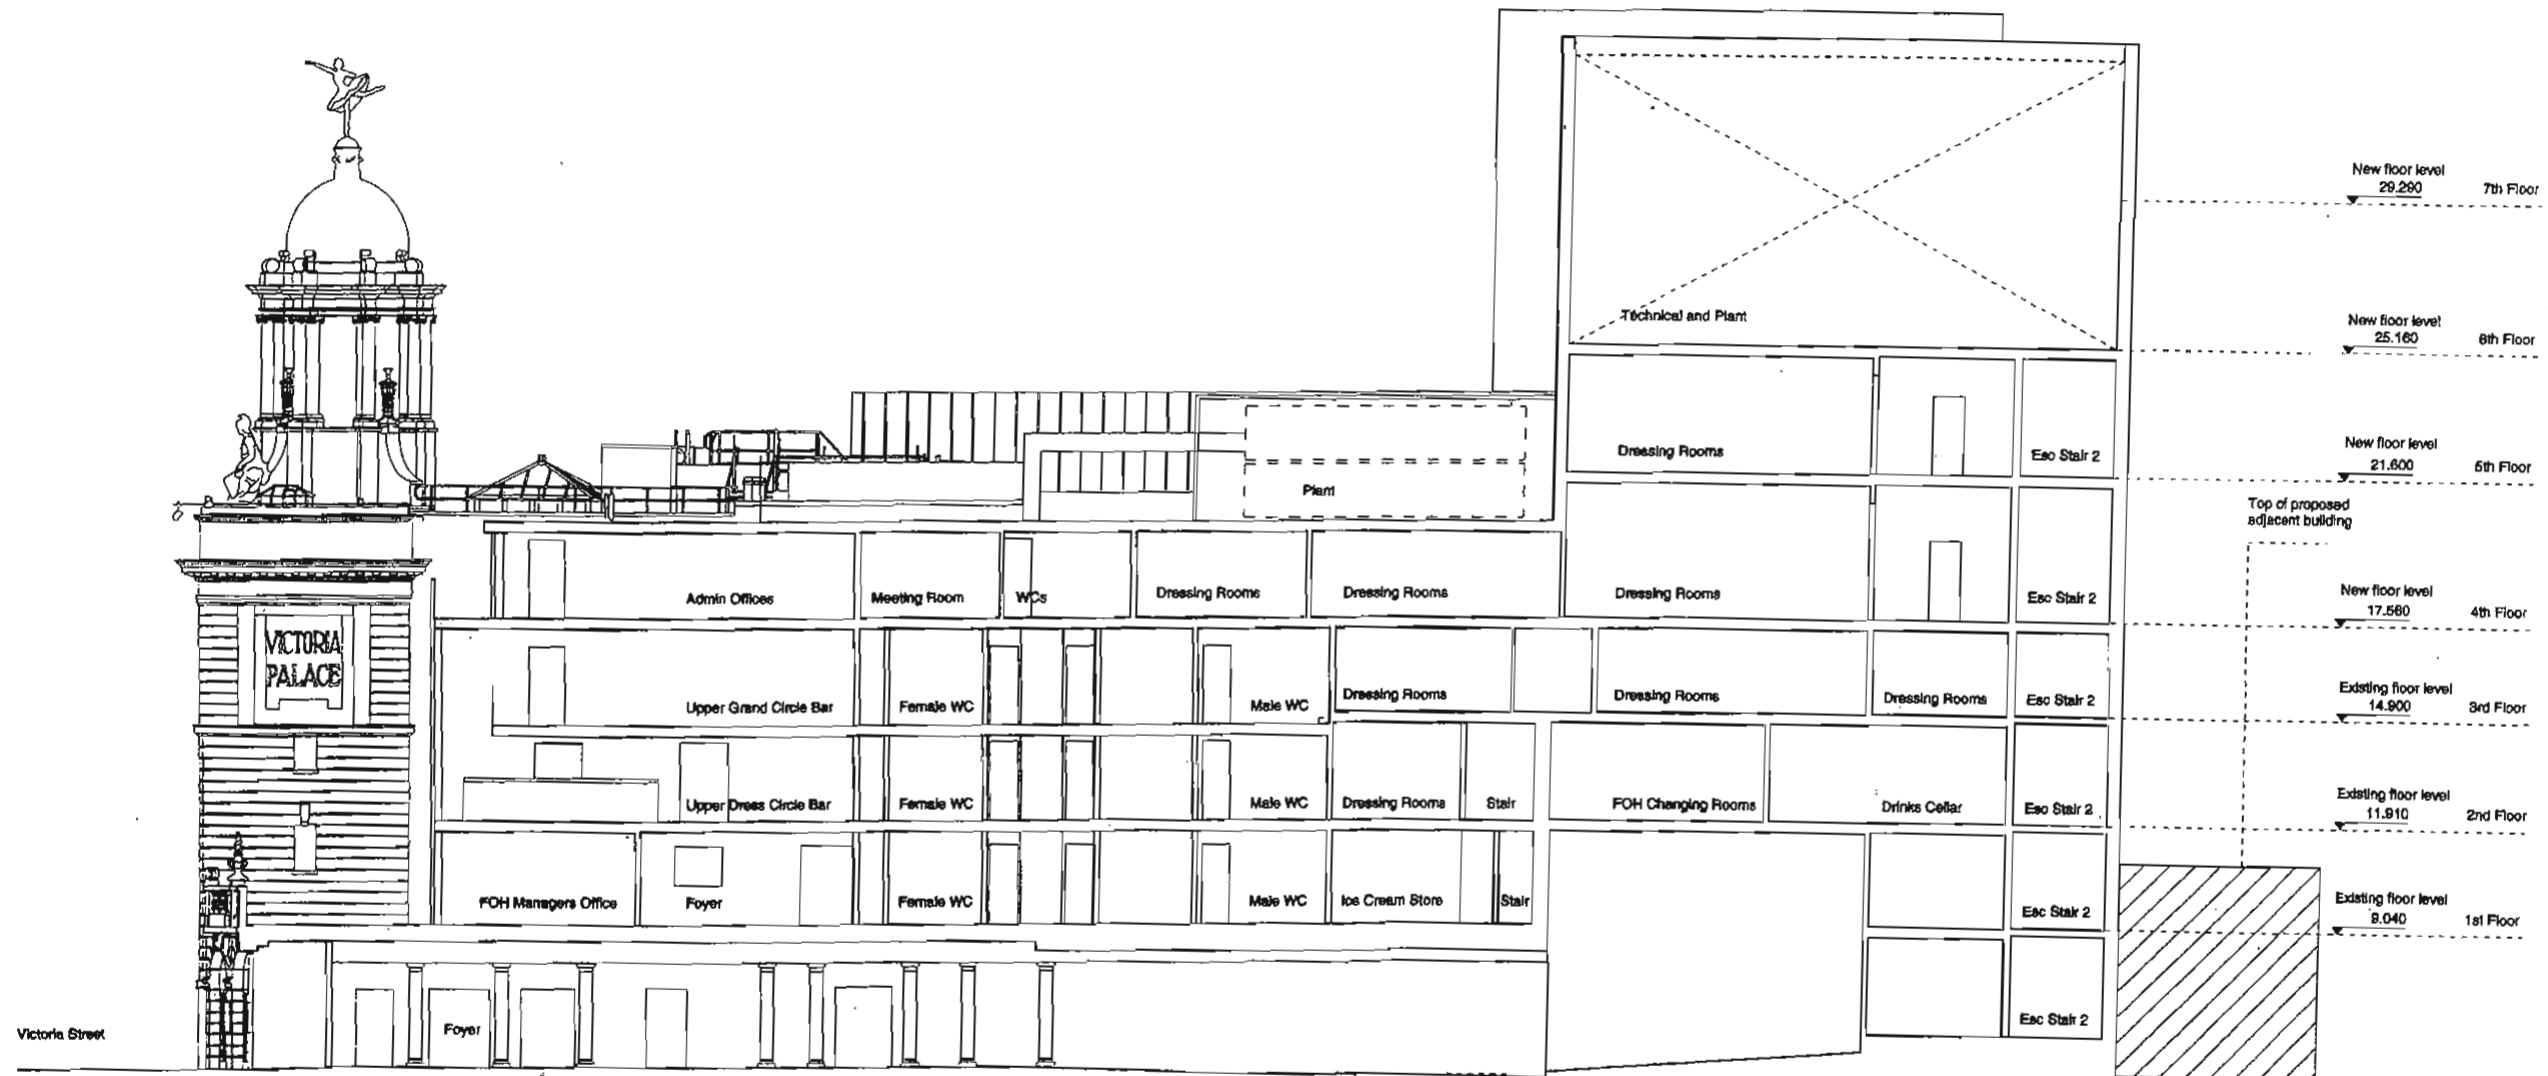 New floor level
29.290 7th Floor
Technical and Plant
New floor level
25.160 6th Floor
Dressing Rooms Esc Stair 2
New floor level
21.600 5th Floor
Plant
Top of proposed
adjacent building
Admin Offices Meeting Room WCs Dressing Rooms Dressing Rooms Dressing Rooms Esc Stair 2
New floor level
17.560 4th Floor
VICTORIA
PALACE
Upper Grand Circle Bar Female WC Male WC Dressing Rooms Dressing Rooms Dressing Rooms Esc Stair 2
Existing floor level
14.900 3rd Floor
Upper Dress Circle Bar Female WC Male WC Dressing Rooms Stair FOH Changing Rooms Drinks Cellar Esc Stair 2
Existing floor level
11.910 2nd Floor
FOH Managers Office Foyer Female WC Male WC Ice Cream Store Stair Esc Stair 2
Existing floor level
9.040 1st Floor
Victoria Street Foyer Esc Stair 2